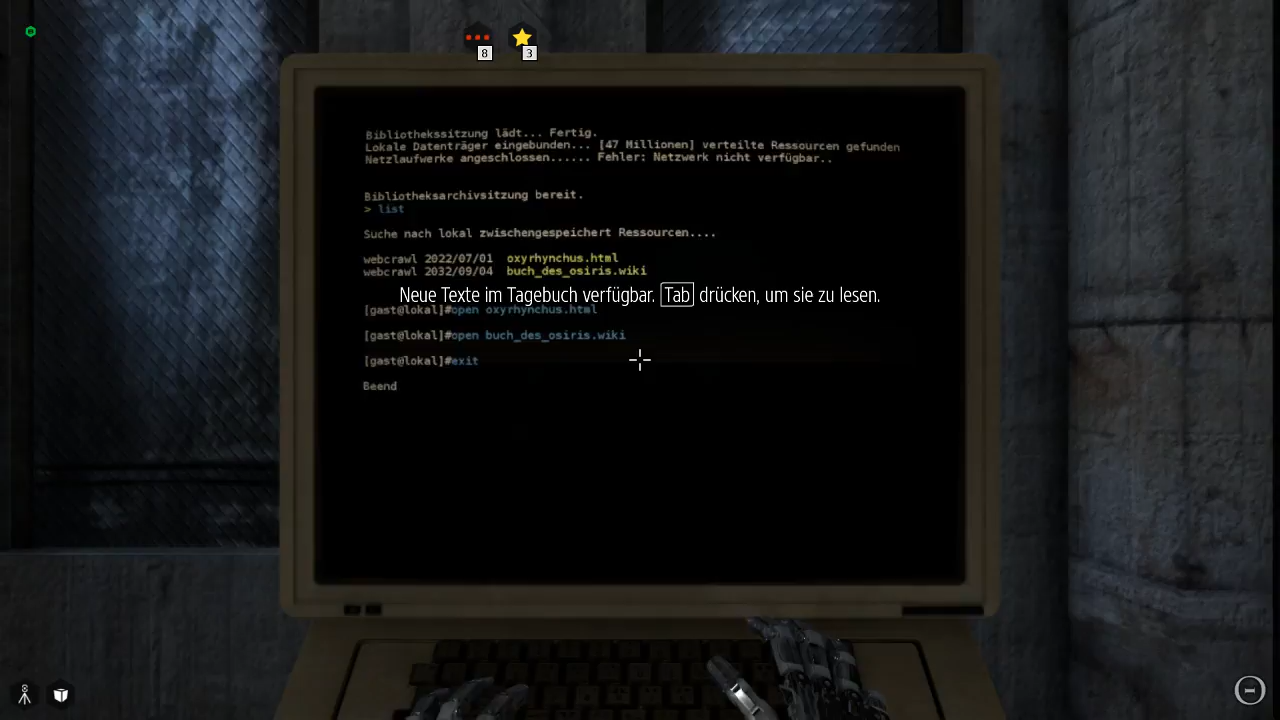 8
3
Bibliothekssitzung lädt... Fertig.
Lokale Datenträger eingebunden... [47 Millionen] verteilte Ressourcen gefunden
Netzlaufwerke angeschlossen...... Fehler: Netzwerk nicht verfügbar..
Bibliotheksarchivsitzung bereit.
> list
Suche nach lokal zwischengespeichert Ressourcen....
webcrawl 2022/07/01 oxyrhynchus.html
webcrawl 2032/09/04 buch_des_osiris.wiki
Neue Texte im Tagebuch verfügbar. Tab drücken, um sie zu lesen.
[gast@lokal]#open oxyrhynchus.html
[gast@lokal]#open buch_des_osiris.wiki
[gast@lokal]#exit
Beend